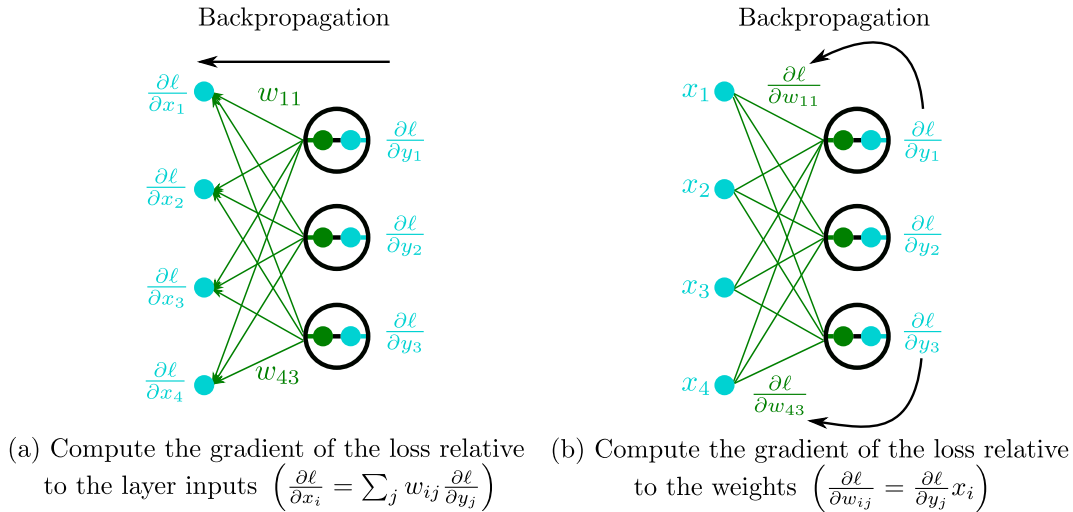 Backpropagation
∂ℓ/∂x₁
w₁₁
∂ℓ/∂y₁
∂ℓ/∂x₂
∂ℓ/∂y₂
∂ℓ/∂x₃
∂ℓ/∂y₃
w₄₃
∂ℓ/∂x₄
(a) Compute the gradient of the loss relative
to the layer inputs (∂ℓ/∂xᵢ = ∑ⱼ wᵢⱼ ∂ℓ/∂yⱼ)
Backpropagation
x₁
∂ℓ/∂w₁₁
∂ℓ/∂y₁
x₂
∂ℓ/∂y₂
x₃
∂ℓ/∂y₃
x₄
∂ℓ/∂w₄₃
(b) Compute the gradient of the loss relative
to the weights (∂ℓ/∂wᵢⱼ = ∂ℓ/∂yⱼ xᵢ)